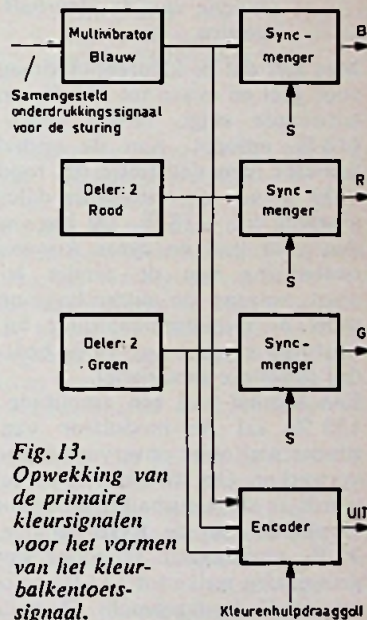 Multivibrator
Blauw
Sync-
menger
B
Samengesteld
onderdrukkingssignaal
voor de sturing
S
Deler: 2
Rood
Sync-
menger
R
S
Deler: 2
Groen
Sync-
menger
G
S
Fig. 13.
Opwekking van
de primaire
kleursignalen
voor het vormen
van het kleur-
balkentoets-
signaal.
Encoder
UIT
Kleurenhulpdraaggolf